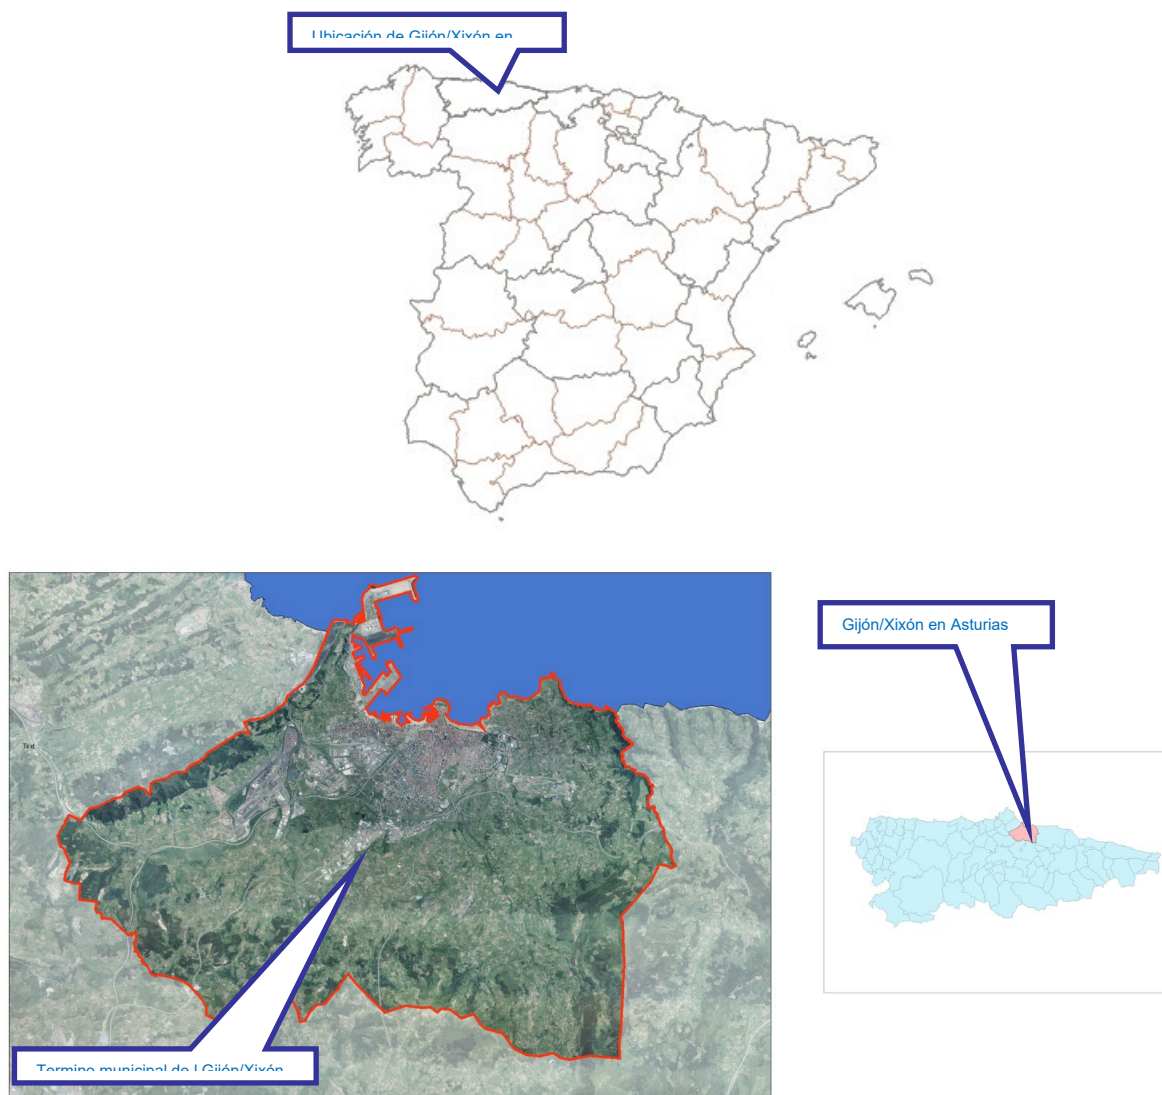 Ubicación de Gijón/Xixón en
Gijón/Xixón en Asturias
Text
Termino municipal de l Gijón/Xixón